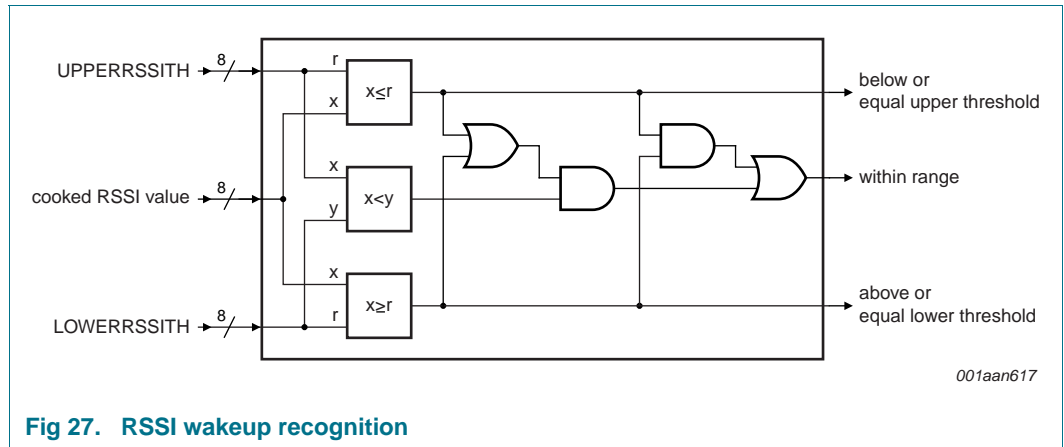 UPPERRSSITH
8
r
x
x≤r
below or
equal upper threshold
cooked RSSI value
8
x
y
x<y
within range
LOWERRSSITH
8
x
r
x≥r
above or
equal lower threshold
001aan617
Fig 27. RSSI wakeup recognition